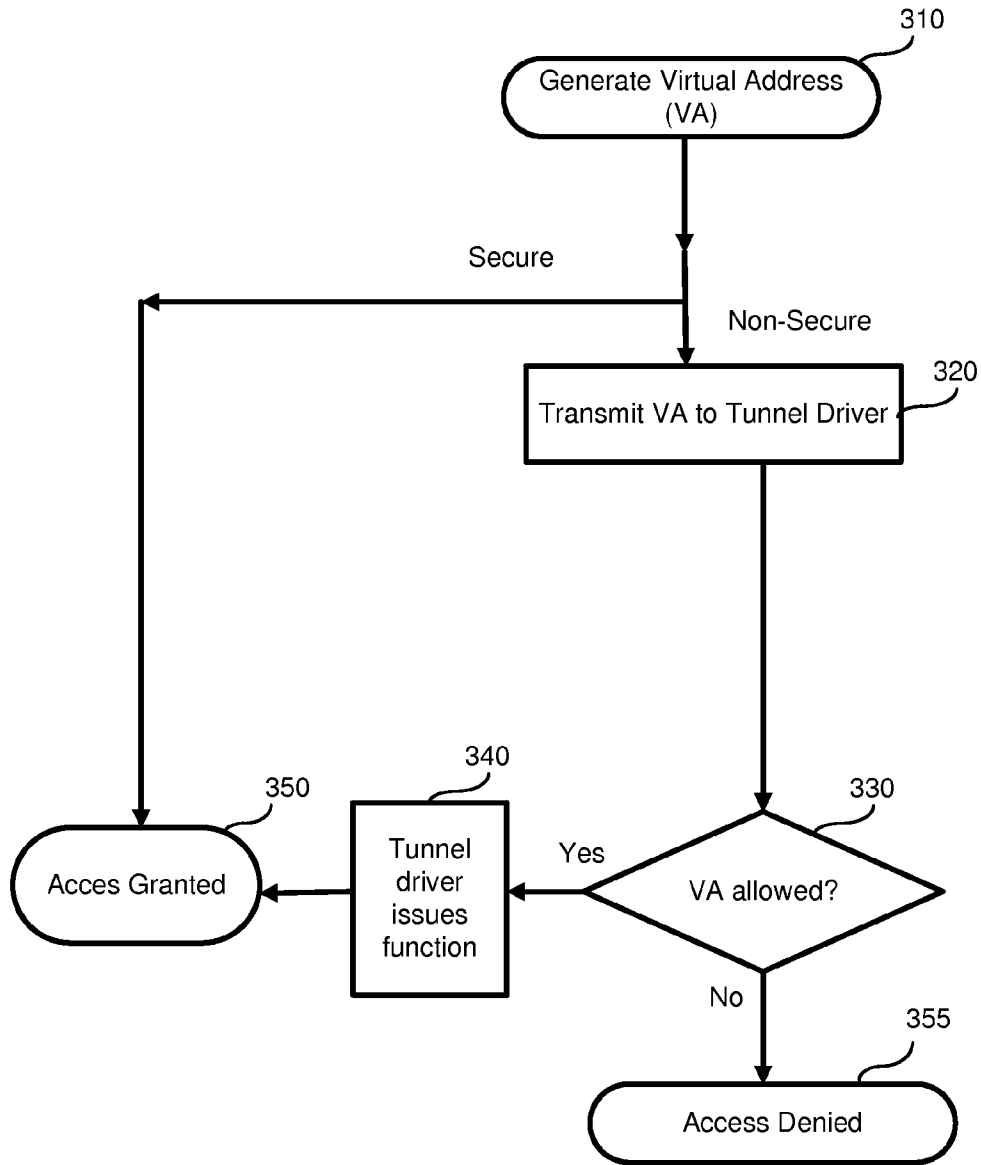 310
Generate Virtual Address
(VA)
Secure
Non-Secure
320
Transmit VA to Tunnel Driver
340
350
330
Tunnel
driver
issues
function
Yes
Acces Granted
VA allowed?
No
355
Access Denied